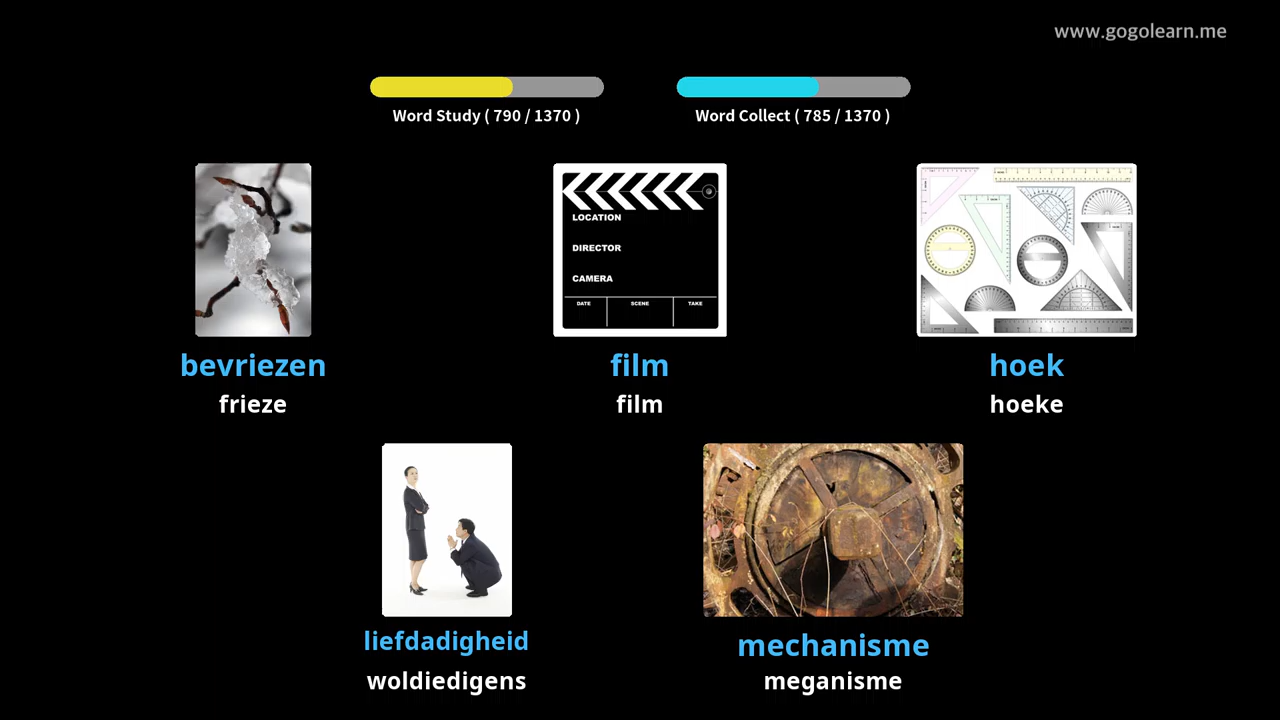 www.gogolearn.me
Word Study ( 790 / 1370 )
Word Collect ( 785 / 1370 )
LOCATION
DIRECTOR
CAMERA
DATE SCENE TAKE
bevriezen
frieze
film
film
hoek
hoeke
liefdadigheid
woldiedigens
mechanisme
meganisme